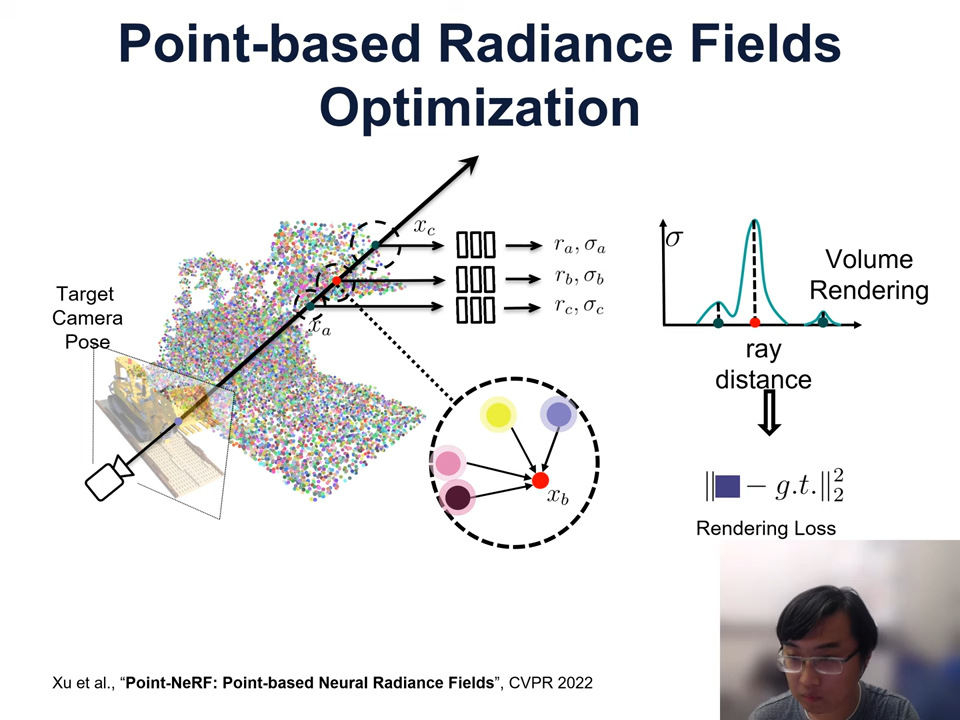 Point-based Radiance Fields
Optimization
Target
Camera
Pose
x_c
x_a
r_a, σ_a
r_b, σ_b
r_c, σ_c
x_b
σ
Volume
Rendering
ray
distance
‖ − g.t.‖₂²
Rendering Loss
Xu et al., “Point-NeRF: Point-based Neural Radiance Fields”, CVPR 2022